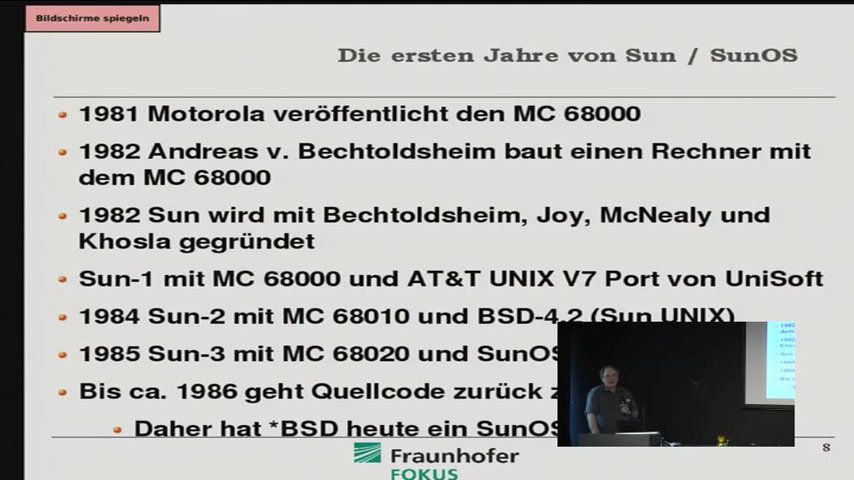 Bildschirme spiegeln
Die ersten Jahre von Sun / SunOS
1981 Motorola veröffentlicht den MC 68000
1982 Andreas v. Bechtoldsheim baut einen Rechner mit
dem MC 68000
1982 Sun wird mit Bechtoldsheim, Joy, McNealy und
Khosla gegründet
Sun-1 mit MC 68000 und AT&T UNIX V7 Port von UniSoft
1984 Sun-2 mit MC 68010 und BSD-4.2 (Sun UNIX)
1985 Sun-3 mit MC 68020 und SunOS
Bis ca. 1986 geht Quellcode zurück
Daher hat *BSD heute ein SunOS
Fraunhofer
FOKUS
8